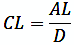 CL = AL/D